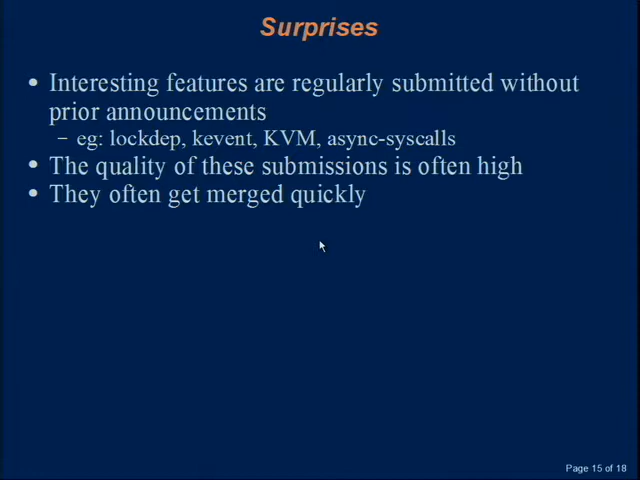 Surprises
• Interesting features are regularly submitted without
prior announcements
– eg: lockdep, kevent, KVM, async-syscalls
• The quality of these submissions is often high
• They often get merged quickly
Page 15 of 18